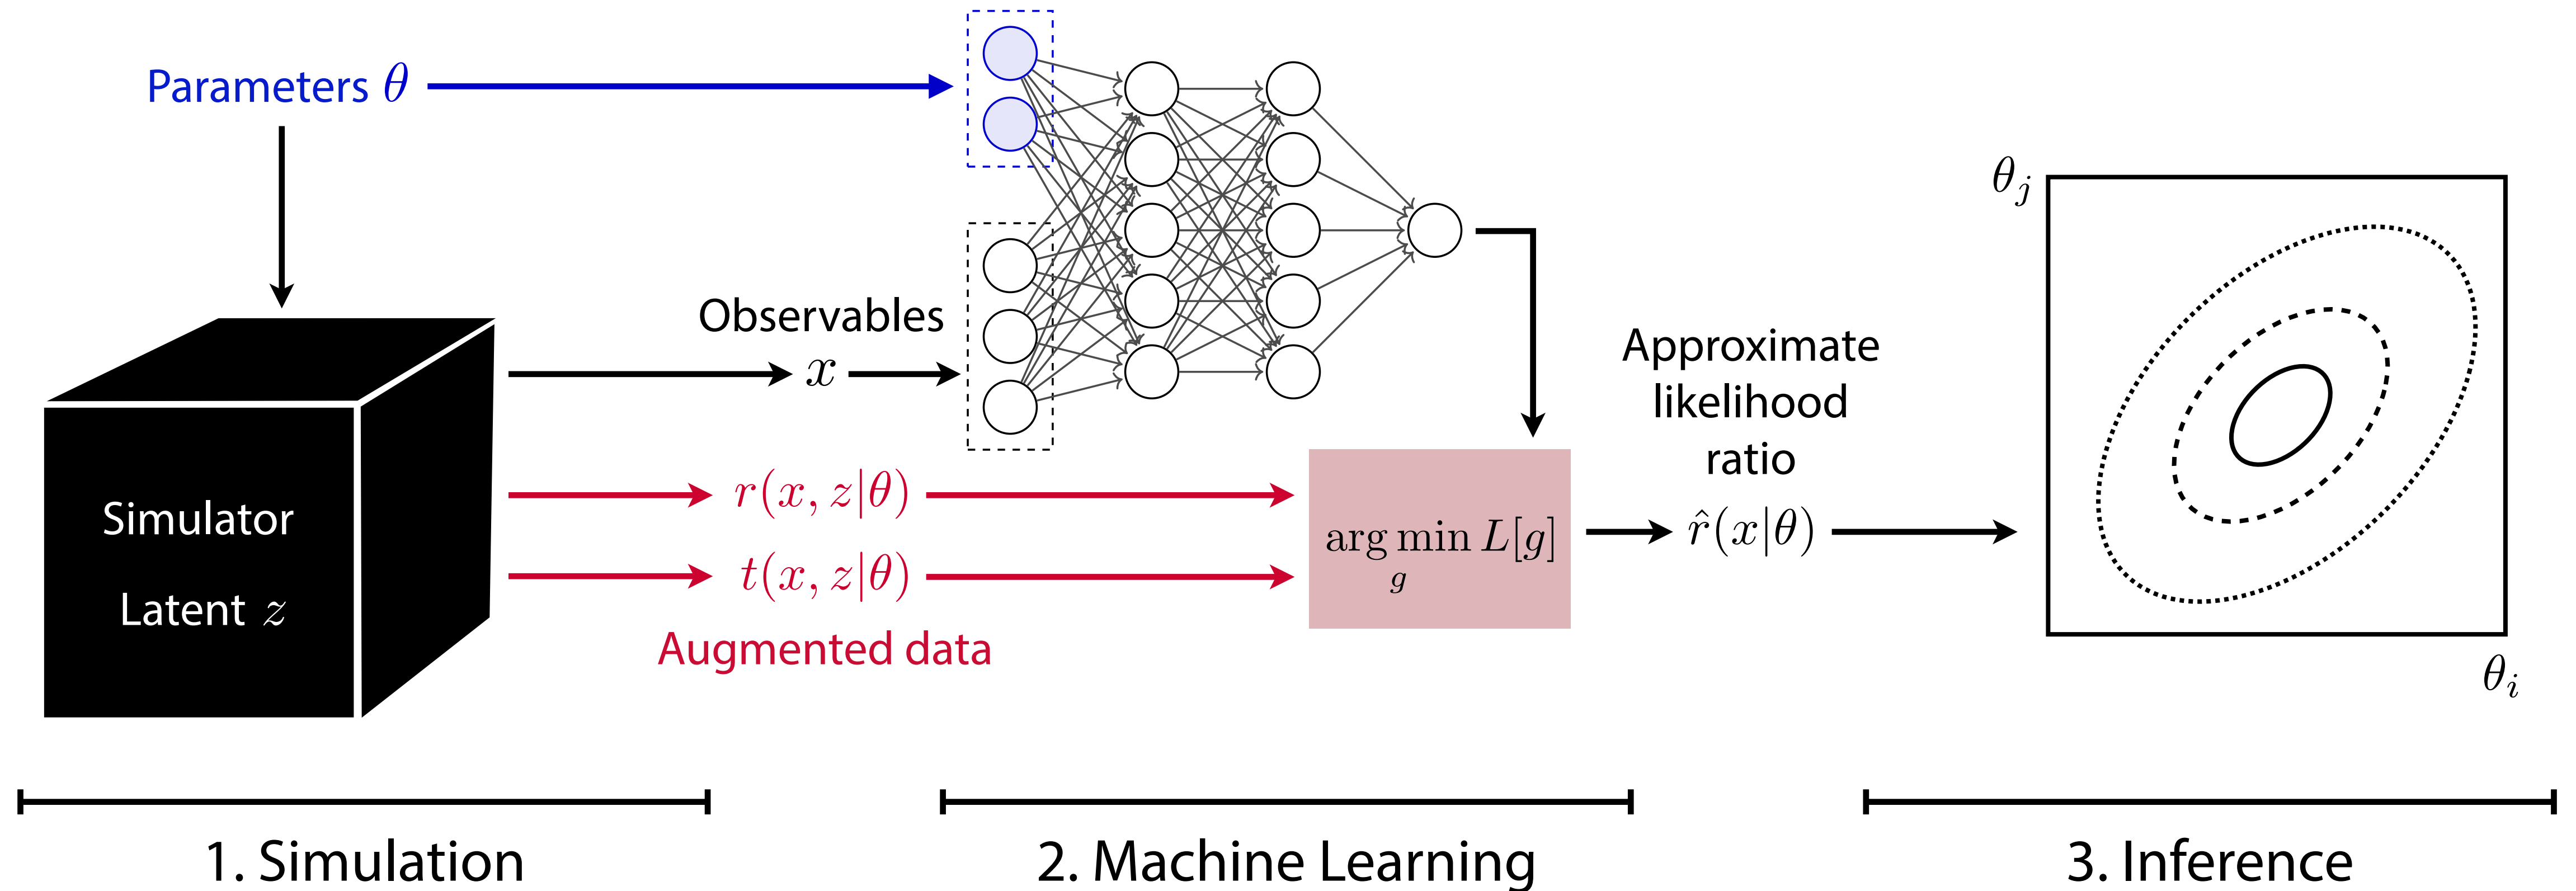 Parameters θ
Observables
x
Simulator
Latent z
r(x, z|θ)
t(x, z|θ)
Augmented data
arg min L[g]
g
Approximate
likelihood
ratio
r̂(x|θ)
θⱼ
θᵢ
1. Simulation
2. Machine Learning
3. Inference